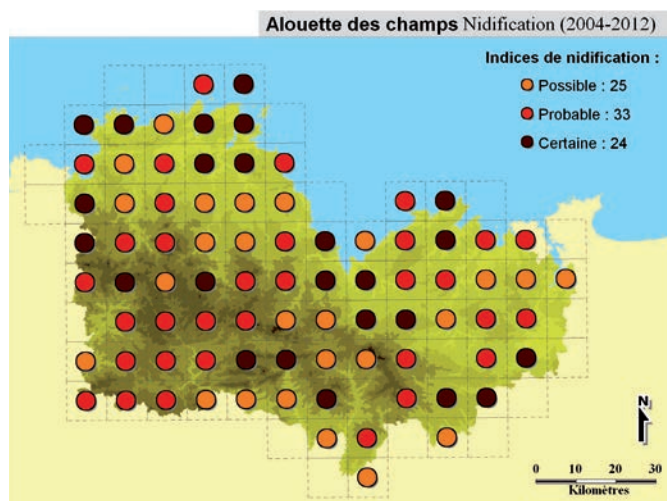 Alouette des champs Nidification (2004-2012)
Indices de nidification :
Possible : 25
Probable : 33
Certaine : 24
N
0 10 20 30
Kilomètres